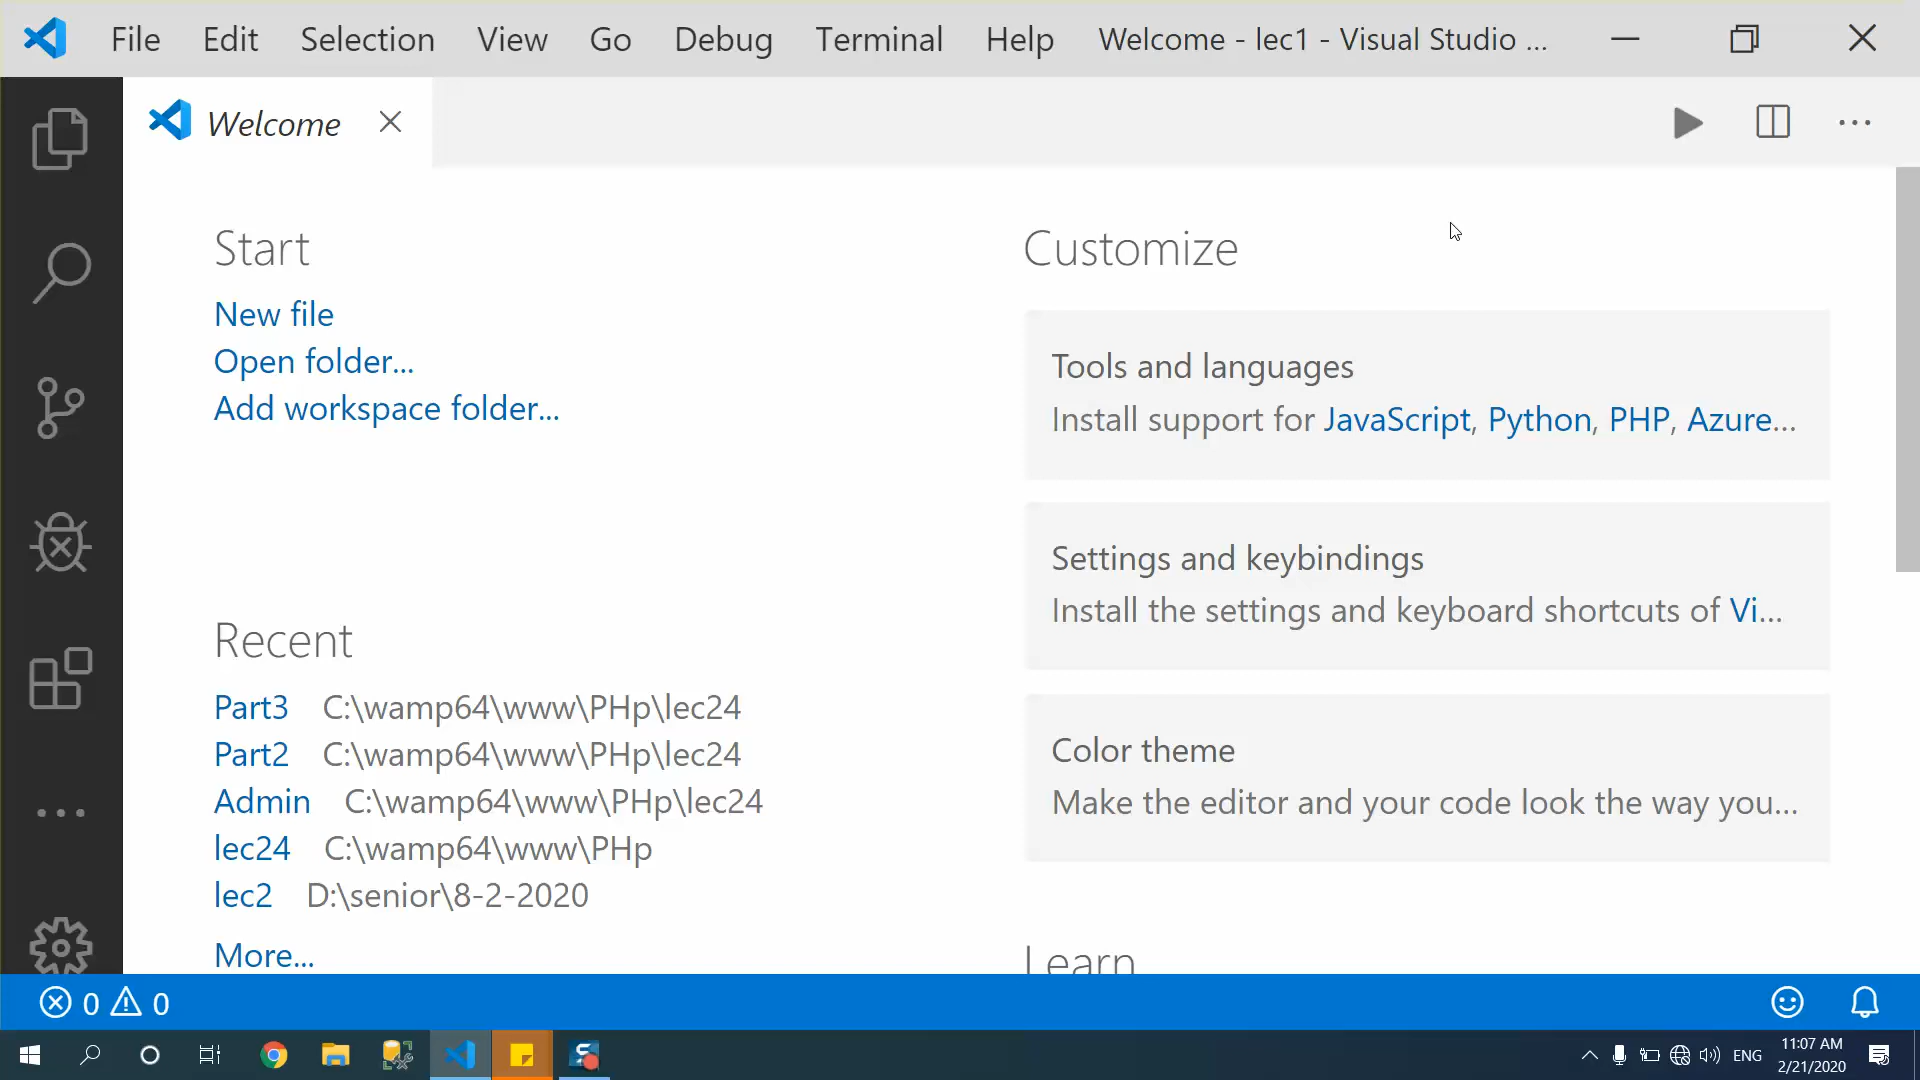 File Edit Selection View Go Debug Terminal Help Welcome - lec1 - Visual Studio ...
Welcome
Start
New file
Open folder...
Add workspace folder...
Recent
Part3 C:\wamp64\www\PHp\lec24
Part2 C:\wamp64\www\PHp\lec24
Admin C:\wamp64\www\PHp\lec24
lec24 C:\wamp64\www\PHp
lec2 D:\senior\8-2-2020
More...
Customize
Tools and languages
Install support for JavaScript, Python, PHP, Azure...
Settings and keybindings
Install the settings and keyboard shortcuts of Vi...
Color theme
Make the editor and your code look the way you...
Learn
0 0
ENG
11:07 AM
2/21/2020